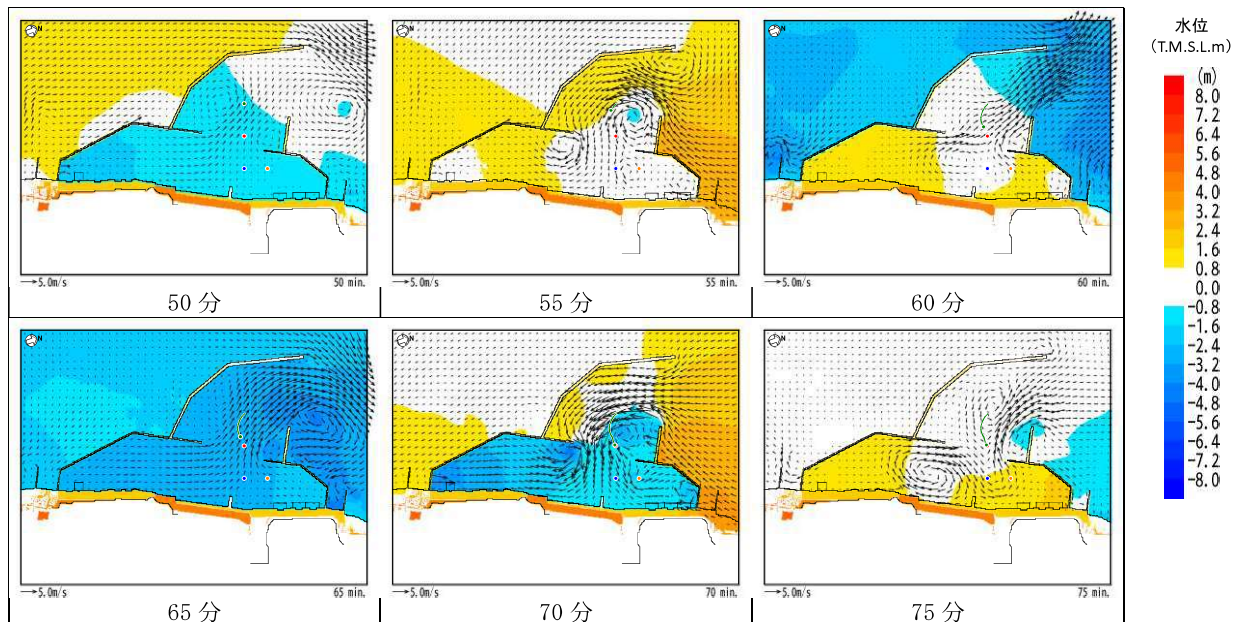 N
→5.0m/s
50 min.
50 分
N
→5.0m/s
55 min.
55 分
N
→5.0m/s
60 min.
60 分
N
→5.0m/s
65 min.
65 分
N
→5.0m/s
70 min.
70 分
N
→5.0m/s
75 min.
75 分
水位
(T.M.S.L.m)
(m)
8.0
7.2
6.4
5.6
4.8
4.0
3.2
2.4
1.6
0.8
0.0
-0.8
-1.6
-2.4
-3.2
-4.0
-4.8
-5.6
-6.4
-7.2
-8.0